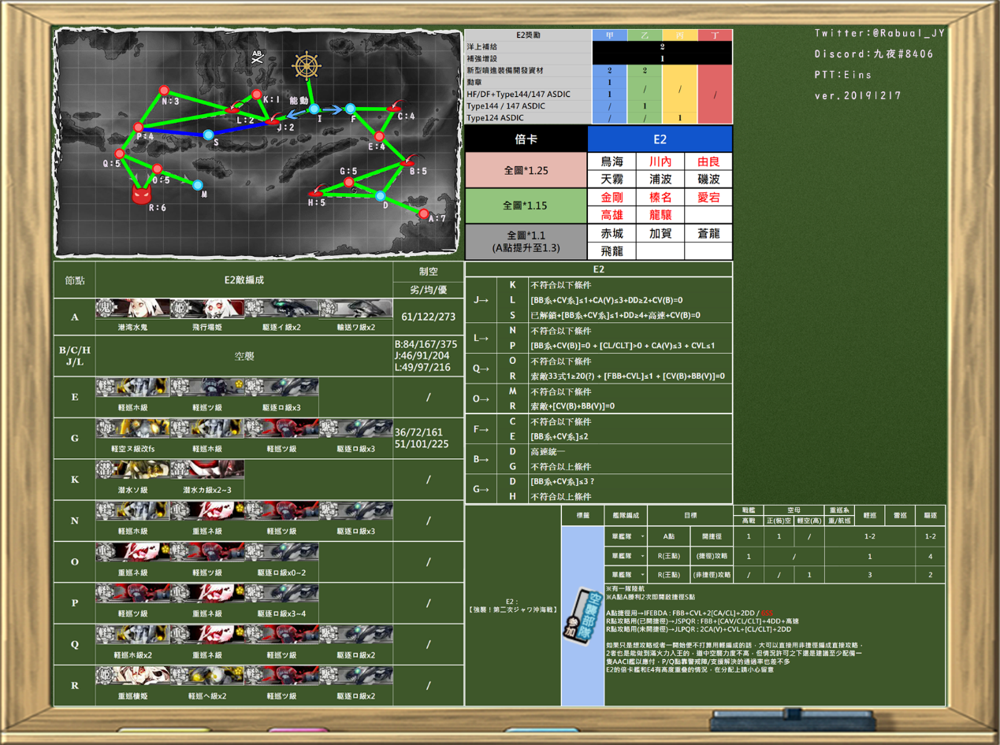 Twitter:@Rabual_JY
Discord:九夜#8406
PTT:Eins
ver.20191217
AB
N:3
K:1
能動
L:2
J:2
I
F
C:4
P:4
S
E:4
Q:5
O:5
M
R:6
G:5
B:5
H:5
D
A:7
E2獎勵 甲 乙 丙 丁
洋上補給 2
補強增設 1
新型噴進裝備開發資材 2 2 / /
勳章 1
HF/DF+Type144/147 ASDIC 1
Type144 / 147 ASDIC / 1
Type124 ASDIC / / 1
倍卡 E2
全圖*1.25 鳥海 川內 由良
天霧 浦波 磯波
全圖*1.15 金剛 榛名 愛宕
高雄 龍驤
全圖*1.1 赤城 加賀 蒼龍
(A點提升至1.3) 飛龍
節點 E2敵編成 制空
劣/均/優
A 港湾水鬼 飛行場姫 駆逐イ級x2 輸送ワ級x2 61/122/273
B/C/H
J/L
空襲
B:84/167/375
J:46/91/204
L:49/97/216
E 軽巡ホ級 軽巡ツ級 駆逐ロ級x3 /
G 軽空ヌ級改fs 軽巡ホ級 軽巡ツ級 駆逐ロ級x3
36/72/161
51/101/225
K 潜水ソ級 潜水カ級x2~3 /
N 軽巡ホ級 重巡ネ級 軽巡ツ級 駆逐ロ級x3 /
O 重巡ネ級 軽巡ツ級 駆逐ロ級x0~2 /
P 軽巡ツ級 重巡ネ級 駆逐ロ級x3~4 /
Q 軽巡ホ級x2 重巡ネ級 軽巡ツ級 駆逐ロ級x2 /
R 重巡棲姫 軽巡ヘ級x2 軽巡ツ級 駆逐ロ級x2 /
E2
J→ K 不符合以下條件
L [BB系+CV系]≤1+CA(V)≤3+DD≥2+CV(B)=0
S 已解鎖+[BB系+CV系]≤1+DD≥4+高速+CV(B)=0
L→ N 不符合以下條件
P [BB系+CV(B)]=0 + [CL/CLT]>0 + CA(V)≤3 + CVL≤1
Q→ O 不符合以下條件
R 索敵33式1≥20(?) + [FBB+CVL]≤1 + [CV(B)+BB(V)]=0
O→ M 不符合以下條件
R 索敵+[CV(B)+BB(V)]=0
F→ C 不符合以下條件
E [BB系+CV系]≤2
B→ D 高速統一
G 不符合以上條件
G→ D [BB系+CV系]≤3 ?
H 不符合以上條件
E2：
【強襲！第二次ジャワ沖海戦】
空襲部隊
参加
標籤 艦隊編成 目標 戰艦 空母 重巡系 輕巡 雷巡 驅逐
高戰 正(裝)空 輕空(高) 重/航巡
單艦隊 A點 開捷徑 1 1 / 1-2 1-2
單艦隊 R(王點) (捷徑)攻略 1 / 1 4
單艦隊 R(王點) (非捷徑)攻略 / / 1 3 2
※有一隊陸航
※A點A勝利2次即開啟捷徑S點
A點捷徑用→IFEBDA : FBB+CVL+2[CA/CL]+2DD /
R點攻略用(已開捷徑)→JSPQR : FBB+[CAV/CL/CLT]+4DD+高速
R點攻略用(未開捷徑)→JLPQR : 2CA(V)+CVL+[CL/CLT]+2DD
如果只是想攻略或者一開始便不打算用輕編成的話，大可以直接用非捷徑編成直接攻略，
2者也是能做到滿火力入王的，道中空襲力度不高，但情況許可之下還是建議至少配備一
隻AACI艦以應付，P/Q點靠警戒陣/支援解決的通過率也差不多
E2的倍卡艦和E4有高度重疊的情況，在分配上請小心留意